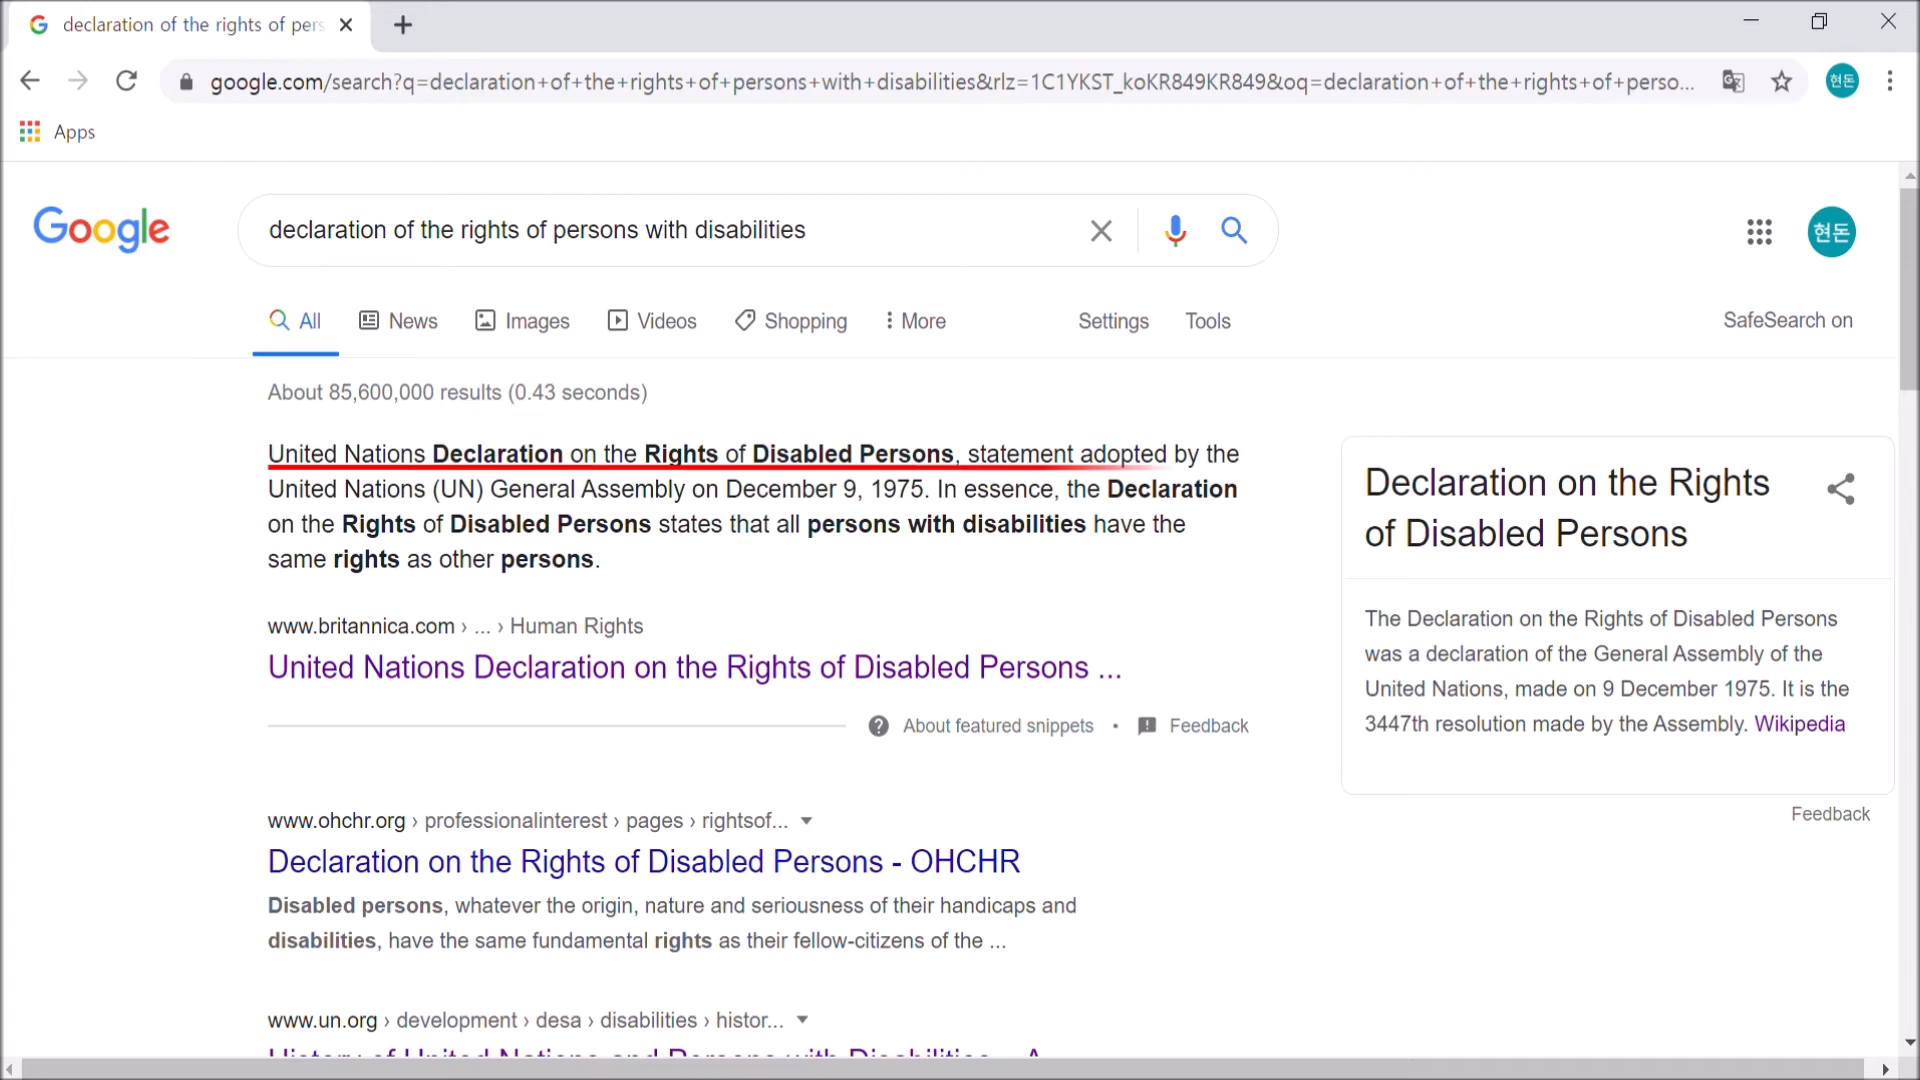 declaration of the rights of pers
google.com/search?q=declaration+of+the+rights+of+persons+with+disabilities&rlz=1C1YKST_koKR849KR849&oq=declaration+of+the+rights+of+perso...
현돈
Apps
Google
declaration of the rights of persons with disabilities
현돈
All
News
Images
Videos
Shopping
More
Settings
Tools
SafeSearch on
About 85,600,000 results (0.43 seconds)
United Nations Declaration on the Rights of Disabled Persons, statement adopted by the
United Nations (UN) General Assembly on December 9, 1975. In essence, the Declaration
on the Rights of Disabled Persons states that all persons with disabilities have the
same rights as other persons.
www.britannica.com › ... › Human Rights
United Nations Declaration on the Rights of Disabled Persons ...
About featured snippets • Feedback
Declaration on the Rights
of Disabled Persons
The Declaration on the Rights of Disabled Persons
was a declaration of the General Assembly of the
United Nations, made on 9 December 1975. It is the
3447th resolution made by the Assembly. Wikipedia
Feedback
www.ohchr.org › professionalinterest › pages › rightsof...
Declaration on the Rights of Disabled Persons - OHCHR
Disabled persons, whatever the origin, nature and seriousness of their handicaps and
disabilities, have the same fundamental rights as their fellow-citizens of the ...
www.un.org › development › desa › disabilities › histor...
History of United Nations and Persons with Disabilities – A